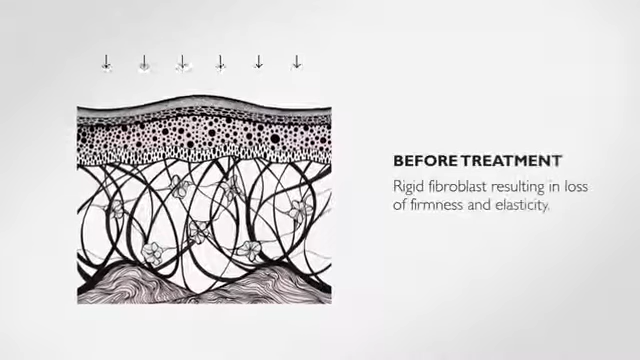 BEFORE TREATMENT
Rigid fibroblast resulting in loss
of firmness and elasticity.